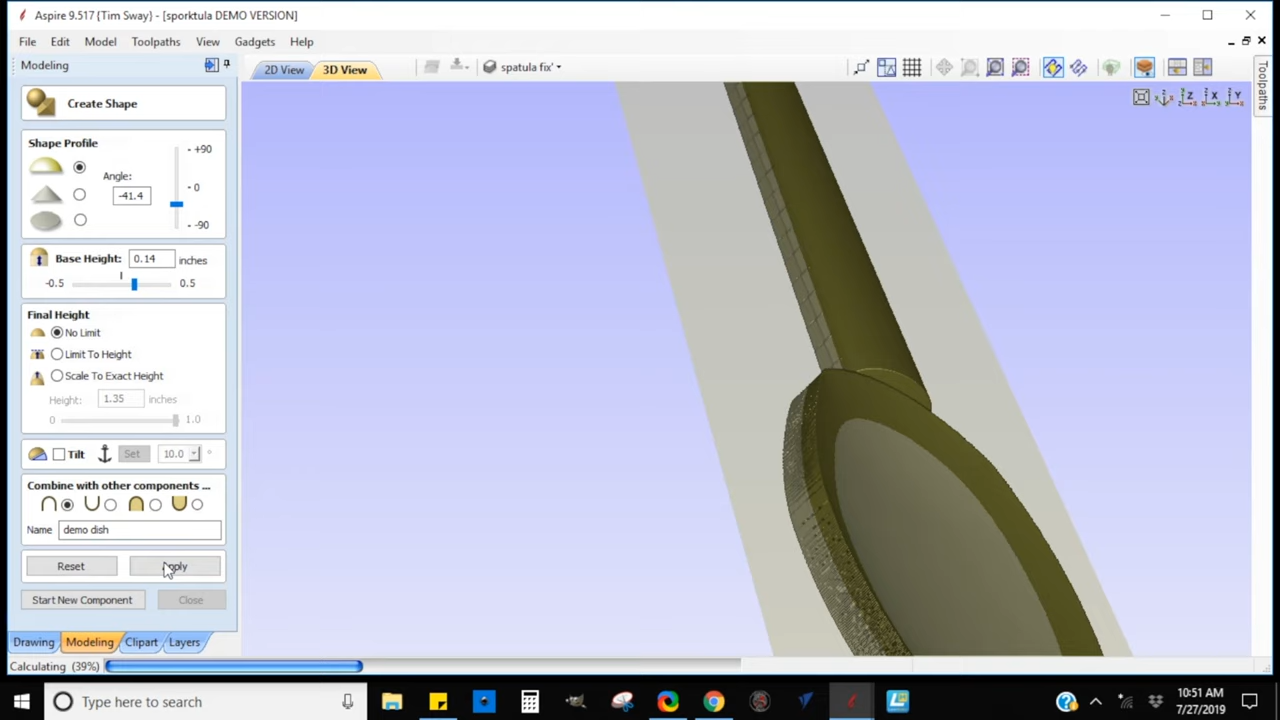 Aspire 9.517 {Tim Sway} - [sporktula DEMO VERSION]
File Edit Model Toolpaths View Gadgets Help
Modeling
2D View 3D View spatula fix'
Toolpaths
Z X Y
Create Shape
Shape Profile
+90
Angle:
-41.4
0
-90
Base Height: 0.14 inches
-0.5 0.5
Final Height
No Limit
Limit To Height
Scale To Exact Height
Height: 1.35 inches
0 1.0
Tilt Set 10.0 °
Combine with other components ...
Name demo dish
Reset Apply
Start New Component Close
Drawing Modeling Clipart Layers
Calculating (39%)
Type here to search
10:51 AM
7/27/2019